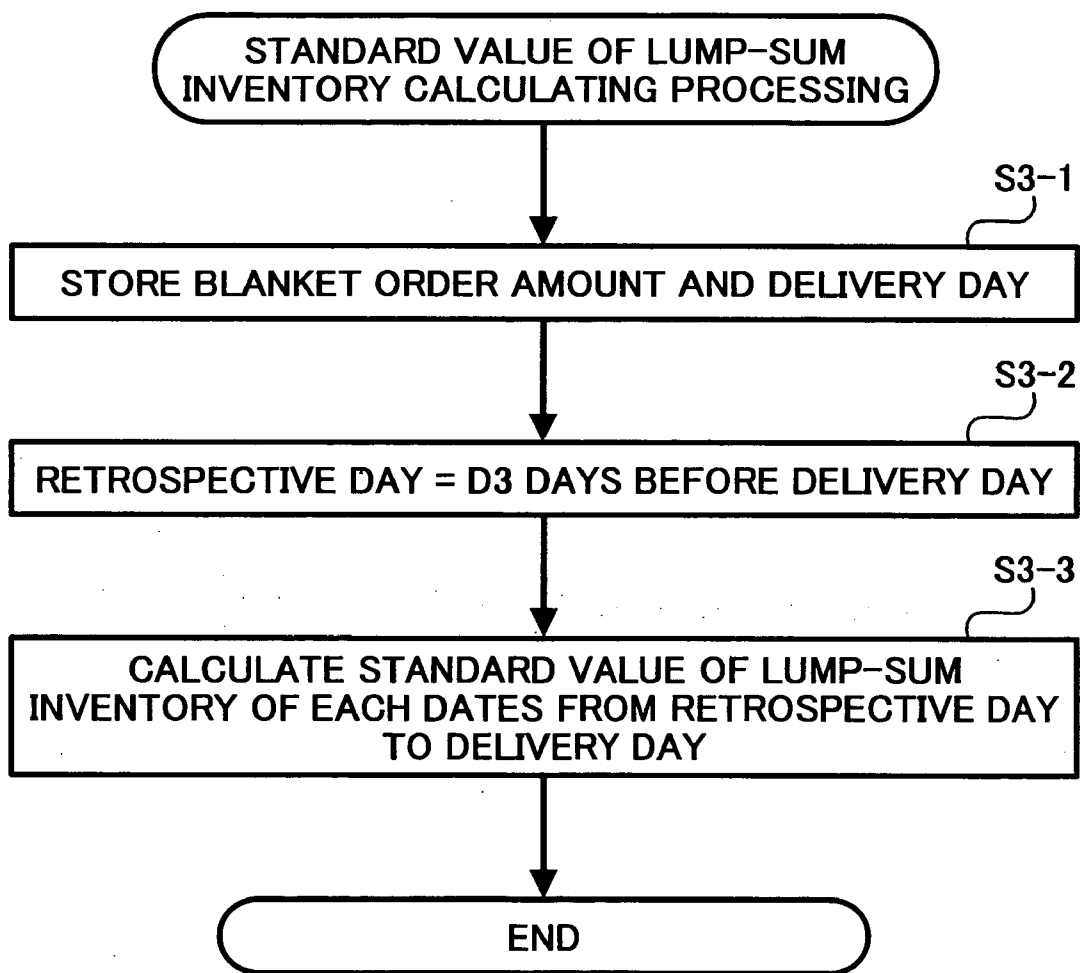 STANDARD VALUE OF LUMP-SUM
INVENTORY CALCULATING PROCESSING
S3-1
STORE BLANKET ORDER AMOUNT AND DELIVERY DAY
S3-2
RETROSPECTIVE DAY = D3 DAYS BEFORE DELIVERY DAY
S3-3
CALCULATE STANDARD VALUE OF LUMP-SUM
INVENTORY OF EACH DATES FROM RETROSPECTIVE DAY
TO DELIVERY DAY
END